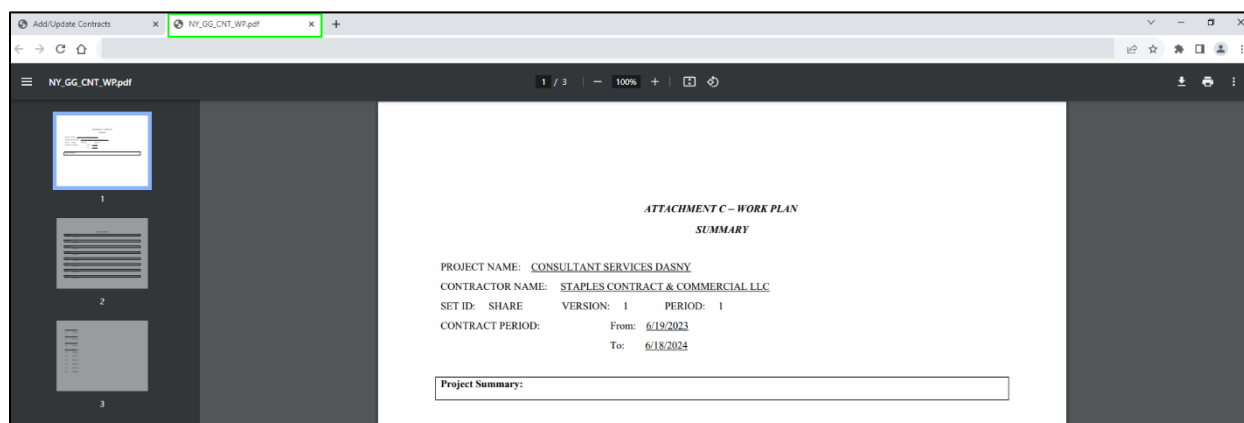 Add/Update Contracts
NY_GG_CNT_WP.pdf
NY_GG_CNT_WP.pdf
1 / 3
100%
1
2
3
ATTACHMENT C – WORK PLAN
SUMMARY
PROJECT NAME: CONSULTANT SERVICES DASNY
CONTRACTOR NAME: STAPLES CONTRACT & COMMERCIAL LLC
SET ID: SHARE VERSION: 1 PERIOD: 1
CONTRACT PERIOD: From: 6/19/2023
To: 6/18/2024
Project Summary: